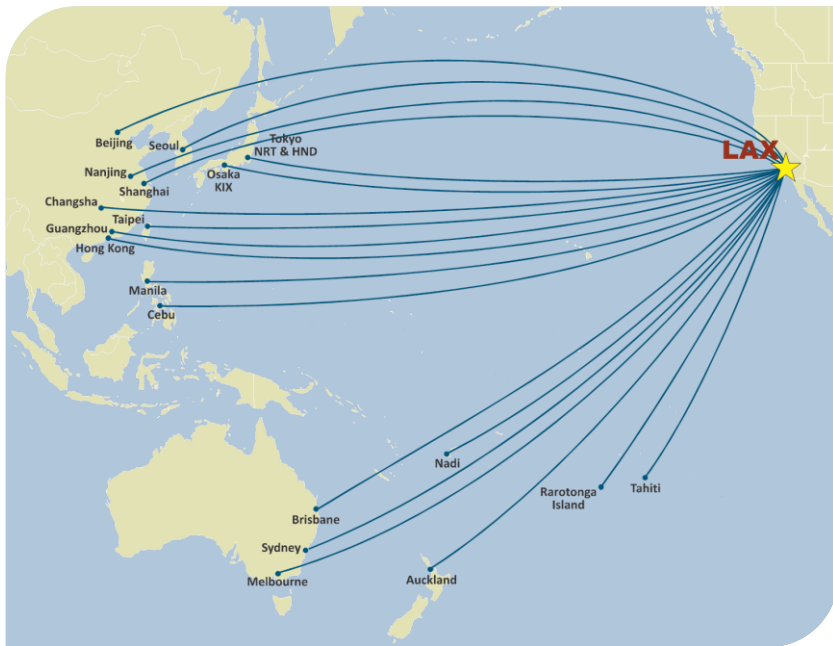 LAX
Beijing
Seoul
Tokyo
NRT & HND
Nanjing
Osaka
KIX
Shanghai
Changsha
Taipei
Guangzhou
Hong Kong
Manila
Cebu
Nadi
Rarotonga
Island
Tahiti
Brisbane
Sydney
Melbourne
Auckland